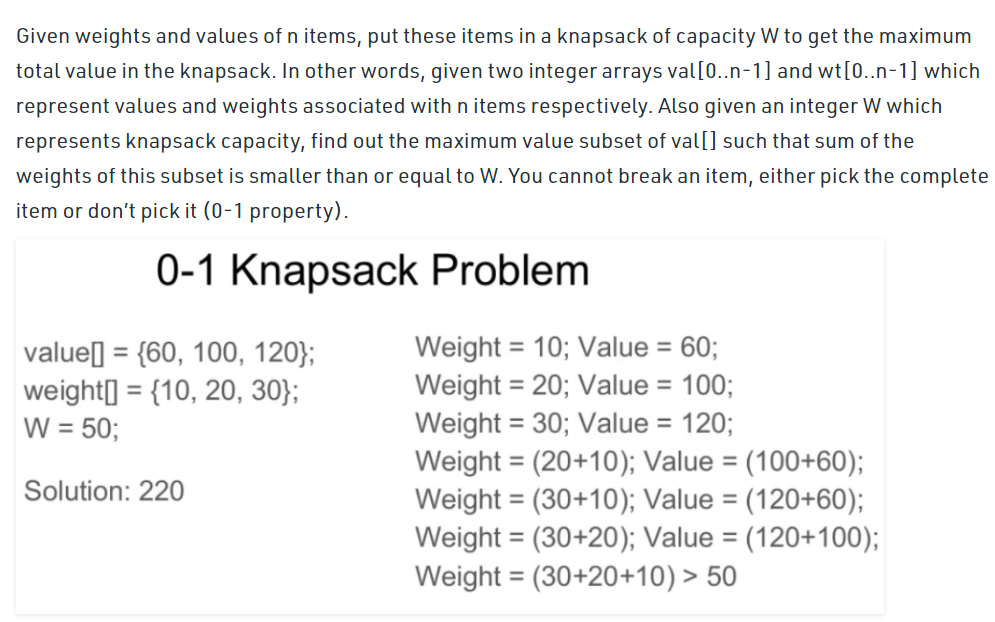 Given weights and values of n items, put these items in a knapsack of capacity W to get the maximum
total value in the knapsack. In other words, given two integer arrays val[0..n-1] and wt[0..n-1] which
represent values and weights associated with n items respectively. Also given an integer W which
represents knapsack capacity, find out the maximum value subset of val[] such that sum of the
weights of this subset is smaller than or equal to W. You cannot break an item, either pick the complete
item or don’t pick it (0-1 property).
0-1 Knapsack Problem
value[] = {60, 100, 120};
weight[] = {10, 20, 30};
W = 50;
Solution: 220
Weight = 10; Value = 60;
Weight = 20; Value = 100;
Weight = 30; Value = 120;
Weight = (20+10); Value = (100+60);
Weight = (30+10); Value = (120+60);
Weight = (30+20); Value = (120+100);
Weight = (30+20+10) > 50